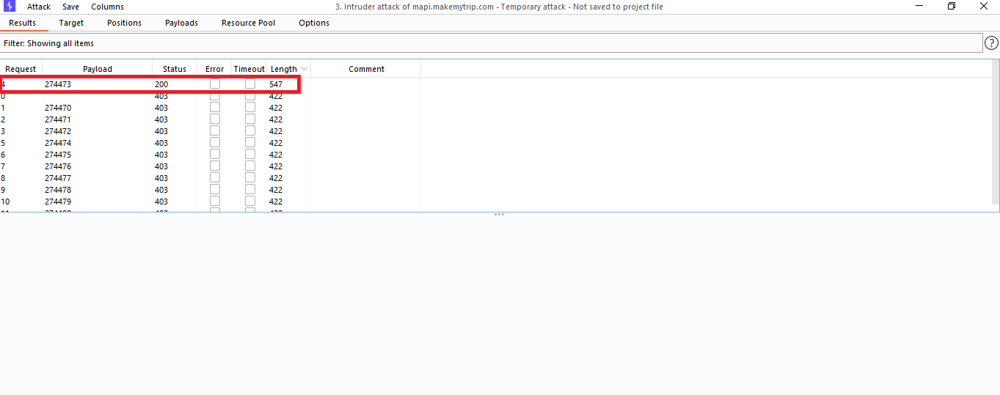 Attack Save Columns 3. Intruder attack of mapi.makemytrip.com - Temporary attack - Not saved to project file
Results Target Positions Payloads Resource Pool Options
Filter: Showing all items ?
Request Payload Status Error Timeout Length Comment
4 274473 200 547
0 403 422
1 274470 403 422
2 274471 403 422
3 274472 403 422
5 274474 403 422
6 274475 403 422
7 274476 403 422
8 274477 403 422
9 274478 403 422
10 274479 403 422